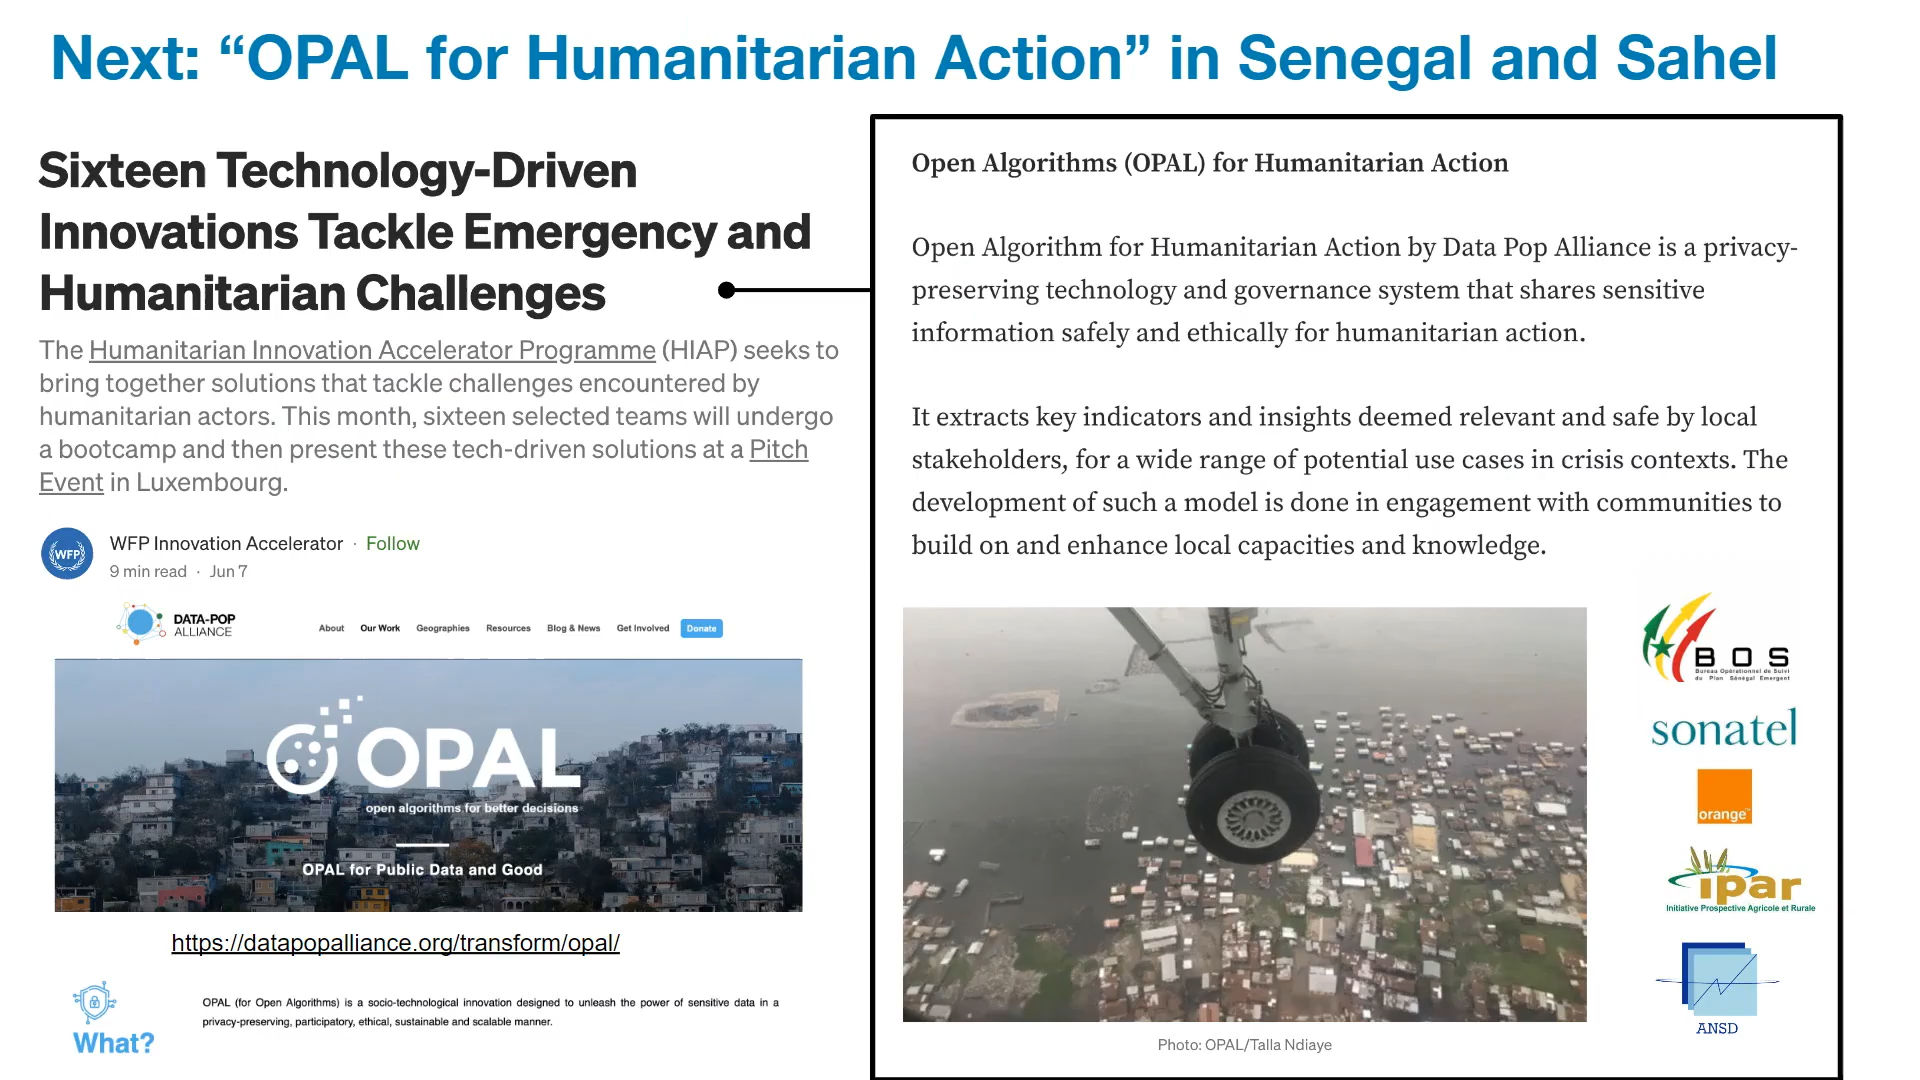 Next: “OPAL for Humanitarian Action” in Senegal and Sahel
Sixteen Technology-Driven
Innovations Tackle Emergency and
Humanitarian Challenges
The Humanitarian Innovation Accelerator Programme (HIAP) seeks to
bring together solutions that tackle challenges encountered by
humanitarian actors. This month, sixteen selected teams will undergo
a bootcamp and then present these tech-driven solutions at a Pitch
Event in Luxembourg.
WFP
WFP Innovation Accelerator · Follow
9 min read · Jun 7
DATA-POP
ALLIANCE
About Our Work Geographies Resources Blog & News Get Involved Donate
OPAL
open algorithms for better decisions
OPAL for Public Data and Good
https://datapopalliance.org/transform/opal/
What?
OPAL (for Open Algorithms) is a socio-technological innovation designed to unleash the power of sensitive data in a
privacy-preserving, participatory, ethical, sustainable and scalable manner.
Open Algorithms (OPAL) for Humanitarian Action
Open Algorithm for Humanitarian Action by Data Pop Alliance is a privacy-
preserving technology and governance system that shares sensitive
information safely and ethically for humanitarian action.
It extracts key indicators and insights deemed relevant and safe by local
stakeholders, for a wide range of potential use cases in crisis contexts. The
development of such a model is done in engagement with communities to
build on and enhance local capacities and knowledge.
Photo: OPAL/Talla Ndiaye
BOS
Bureau Opérationnel de Suivi
du Plan Sénégal Emergent
sonatel
orange™
ipar
Initiative Prospective Agricole et Rurale
ANSD